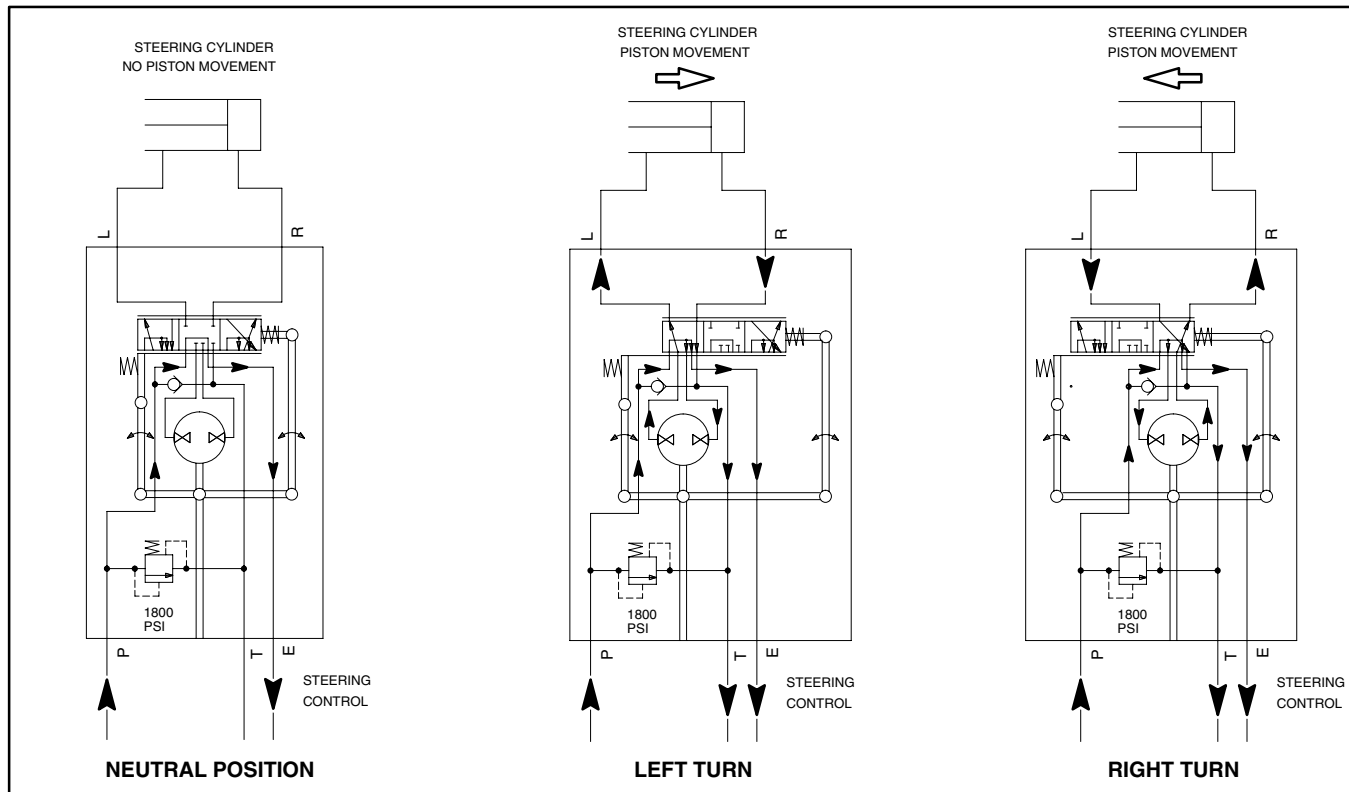 STEERING CYLINDER
NO PISTON MOVEMENT
L
R
1800
PSI
P
T
E
STEERING
CONTROL
NEUTRAL POSITION
STEERING CYLINDER
PISTON MOVEMENT
L
R
1800
PSI
P
T
E
STEERING
CONTROL
LEFT TURN
STEERING CYLINDER
PISTON MOVEMENT
L
R
1800
PSI
P
T
E
STEERING
CONTROL
RIGHT TURN